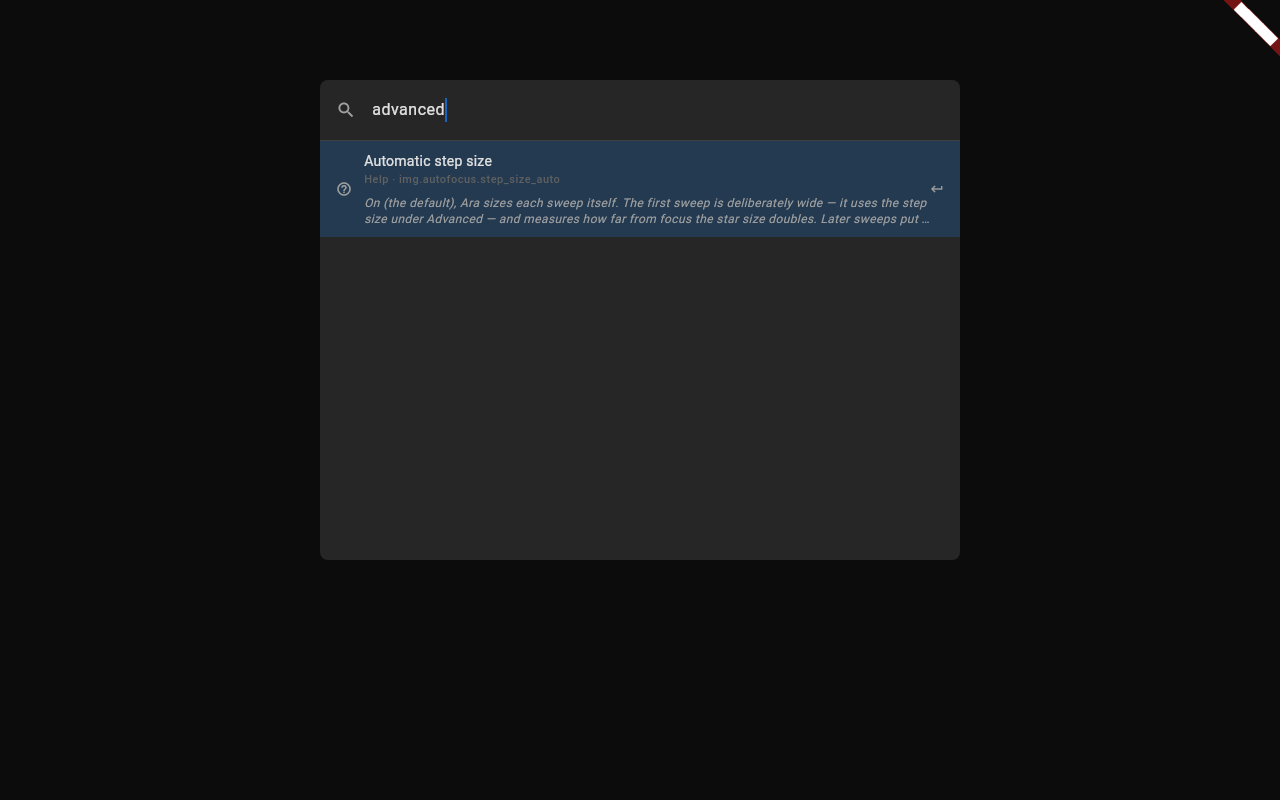 advanced
Automatic step size
Help · img.autofocus.step_size_auto
On (the default), Ara sizes each sweep itself. The first sweep is deliberately wide — it uses the step
size under Advanced — and measures how far from focus the star size doubles. Later sweeps put …